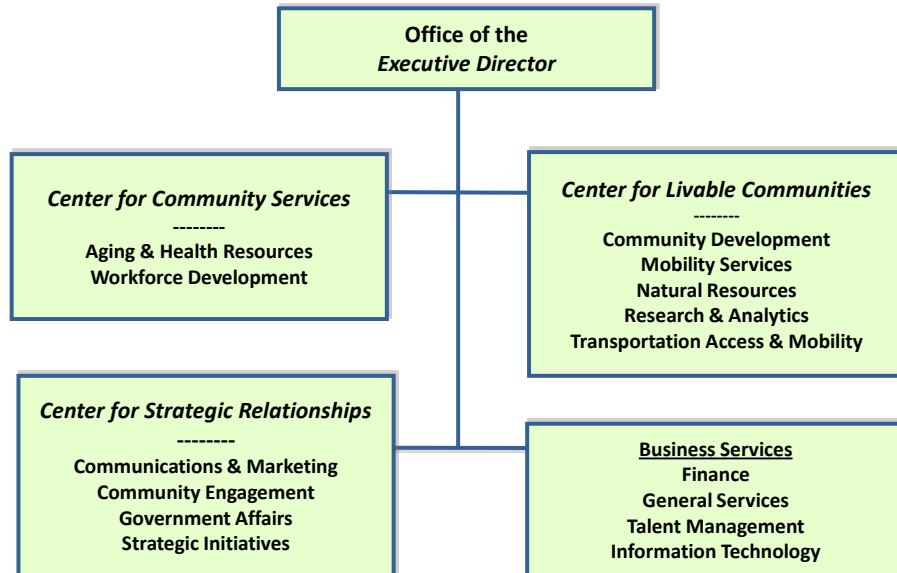 Office of the
Executive Director
Center for Community Services
--------
Aging & Health Resources
Workforce Development
Center for Livable Communities
--------
Community Development
Mobility Services
Natural Resources
Research & Analytics
Transportation Access & Mobility
Center for Strategic Relationships
--------
Communications & Marketing
Community Engagement
Government Affairs
Strategic Initiatives
Business Services
Finance
General Services
Talent Management
Information Technology